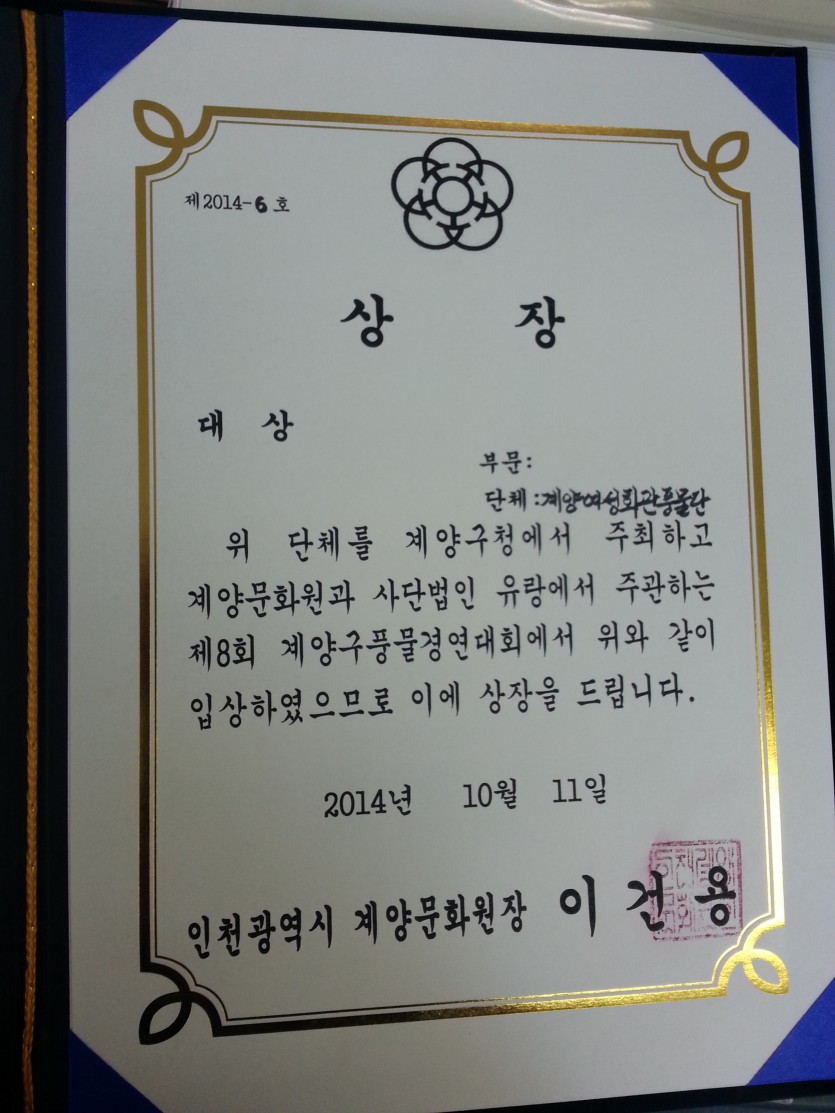 제2014-6호
상 장
대 상
부문:
단체:계양여성회관풍물단
위 단체를 계양구청에서 주최하고
계양문화원과 사단법인 유랑에서 주관하는
제8회 계양구풍물경연대회에서 위와 같이
입상하였으므로 이에 상장을 드립니다.
2014년 10월 11일
인천광역시 계양문화원장 이건용